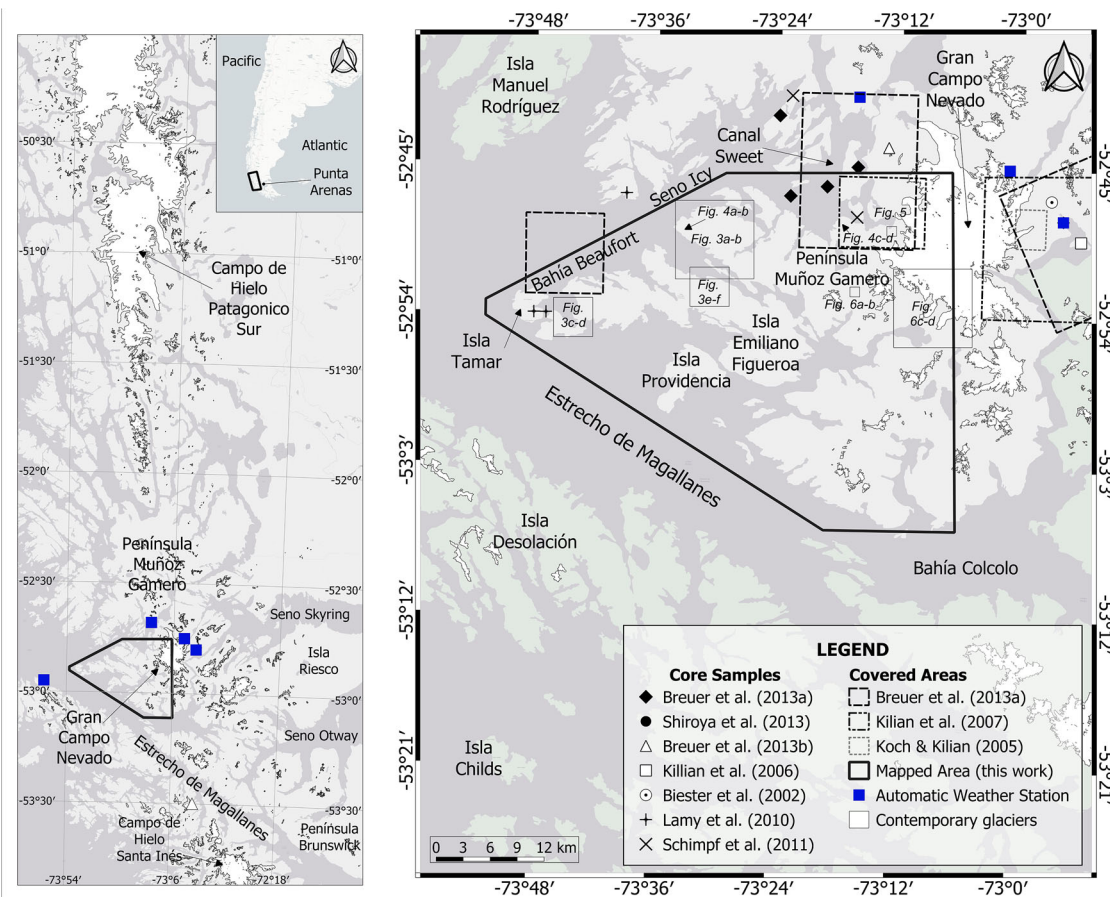 Pacific
Atlantic
Punta
Arenas
-50°30′
-51°0′
-51°30′
-52°0′
-52°30′
-53°0′
-53°30′
-51°0′
-51°30′
-52°0′
-52°30′
-53°0′
-53°30′
-73°54′
-73°6′
-72°18′
Campo de
Hielo
Patagonico
Sur
Península
Muñoz
Gamero
Seno Skyring
Isla
Riesco
Gran
Campo
Nevado
Seno Otway
Estrecho de Magallanes
Campo de
Hielo
Santa Inés
Península
Brunswick
-73°48′
-73°36′
-73°24′
-73°12′
-73°0′
Isla
Manuel
Rodríguez
Gran
Campo
Nevado
Canal
Sweet
Seno Icy
Bahía Beaufort
Fig. 4a-b
Fig. 3a-b
Fig. 5
Fig. 4c-d
Península
Muñoz Gamero
Fig.
3e-f
Fig. 6a-b
Fig.
6c-d
Fig.
3c-d
Isla
Tamar
Isla
Emiliano
Figueroa
Isla
Providencia
Estrecho de Magallanes
Isla
Desolación
Bahía Colcolo
Isla
Childs
-52°45′
-52°54′
-53°3′
-53°12′
-53°21′
-52°45′
-52°54′
-53°3′
-53°12′
-53°21′
LEGEND
Core Samples
Breuer et al. (2013a)
Shiroya et al. (2013)
Breuer et al. (2013b)
Killian et al. (2006)
Biester et al. (2002)
Lamy et al. (2010)
Schimpf et al. (2011)
Covered Areas
Breuer et al. (2013a)
Kilian et al. (2007)
Koch & Kilian (2005)
Mapped Area (this work)
Automatic Weather Station
Contemporary glaciers
0 3 6 9 12 km
-73°48′
-73°36′
-73°24′
-73°12′
-73°0′